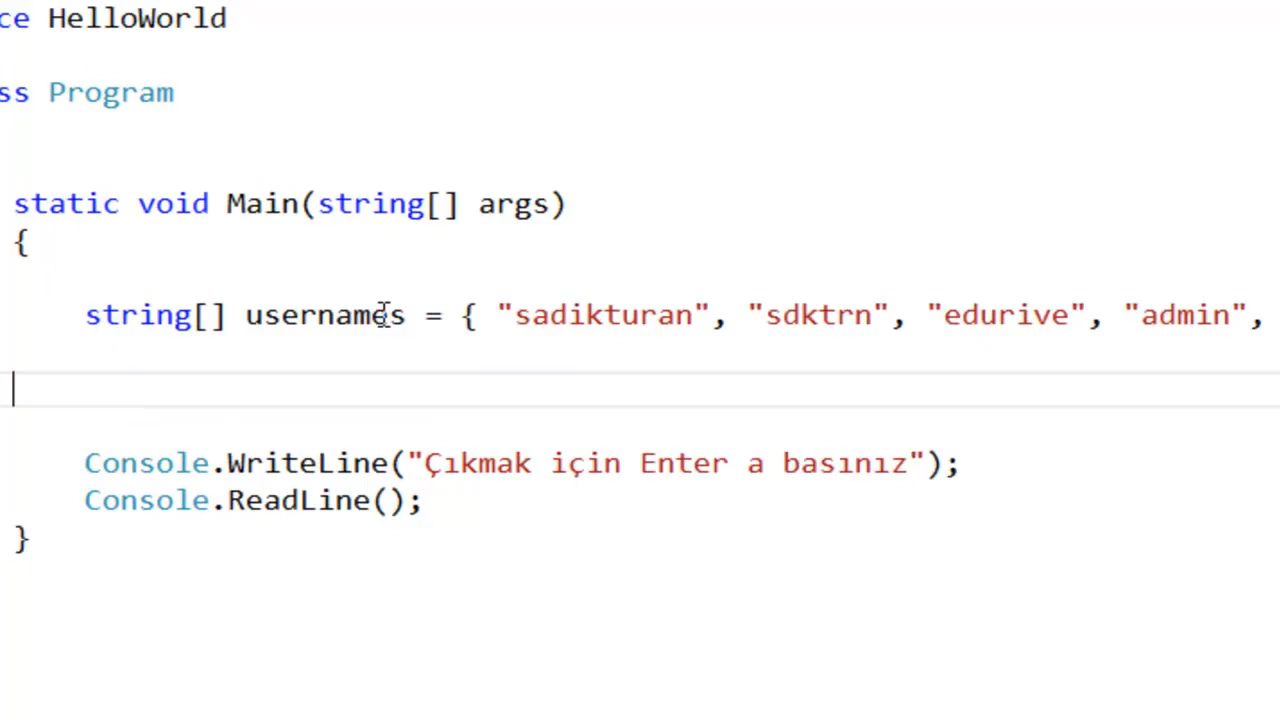 ce HelloWorld
ss Program
static void Main(string[] args)
{
string[] usernames = { "sadikturan", "sdktrn", "edurive", "admin",
Console.WriteLine("Çıkmak için Enter a basınız");
Console.ReadLine();
}